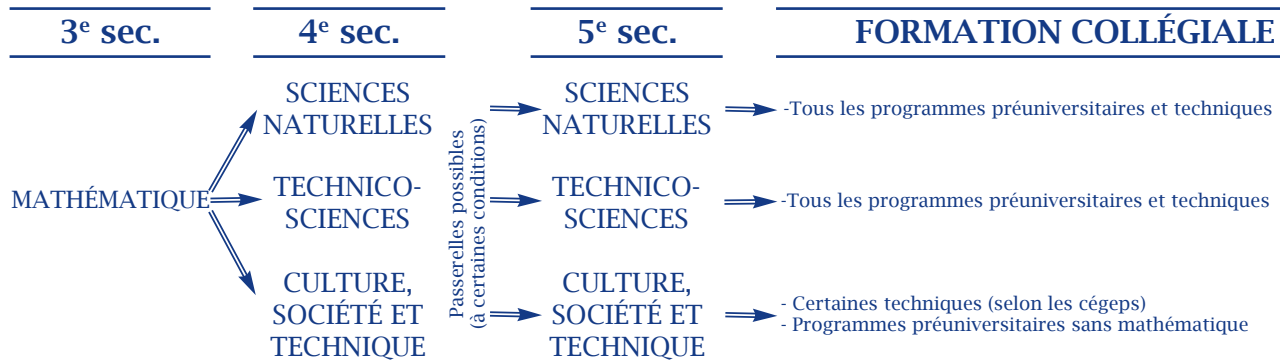 3e sec.
4e sec.
5e sec.
FORMATION COLLÉGIALE
MATHÉMATIQUE
SCIENCES
NATURELLES
TECHNICO-
SCIENCES
CULTURE,
SOCIÉTÉ ET
TECHNIQUE
Passerelles possibles
(à certaines conditions)
SCIENCES
NATURELLES
TECHNICO-
SCIENCES
CULTURE,
SOCIÉTÉ ET
TECHNIQUE
-Tous les programmes préuniversitaires et techniques
-Tous les programmes préuniversitaires et techniques
- Certaines techniques (selon les cégeps)
- Programmes préuniversitaires sans mathématique